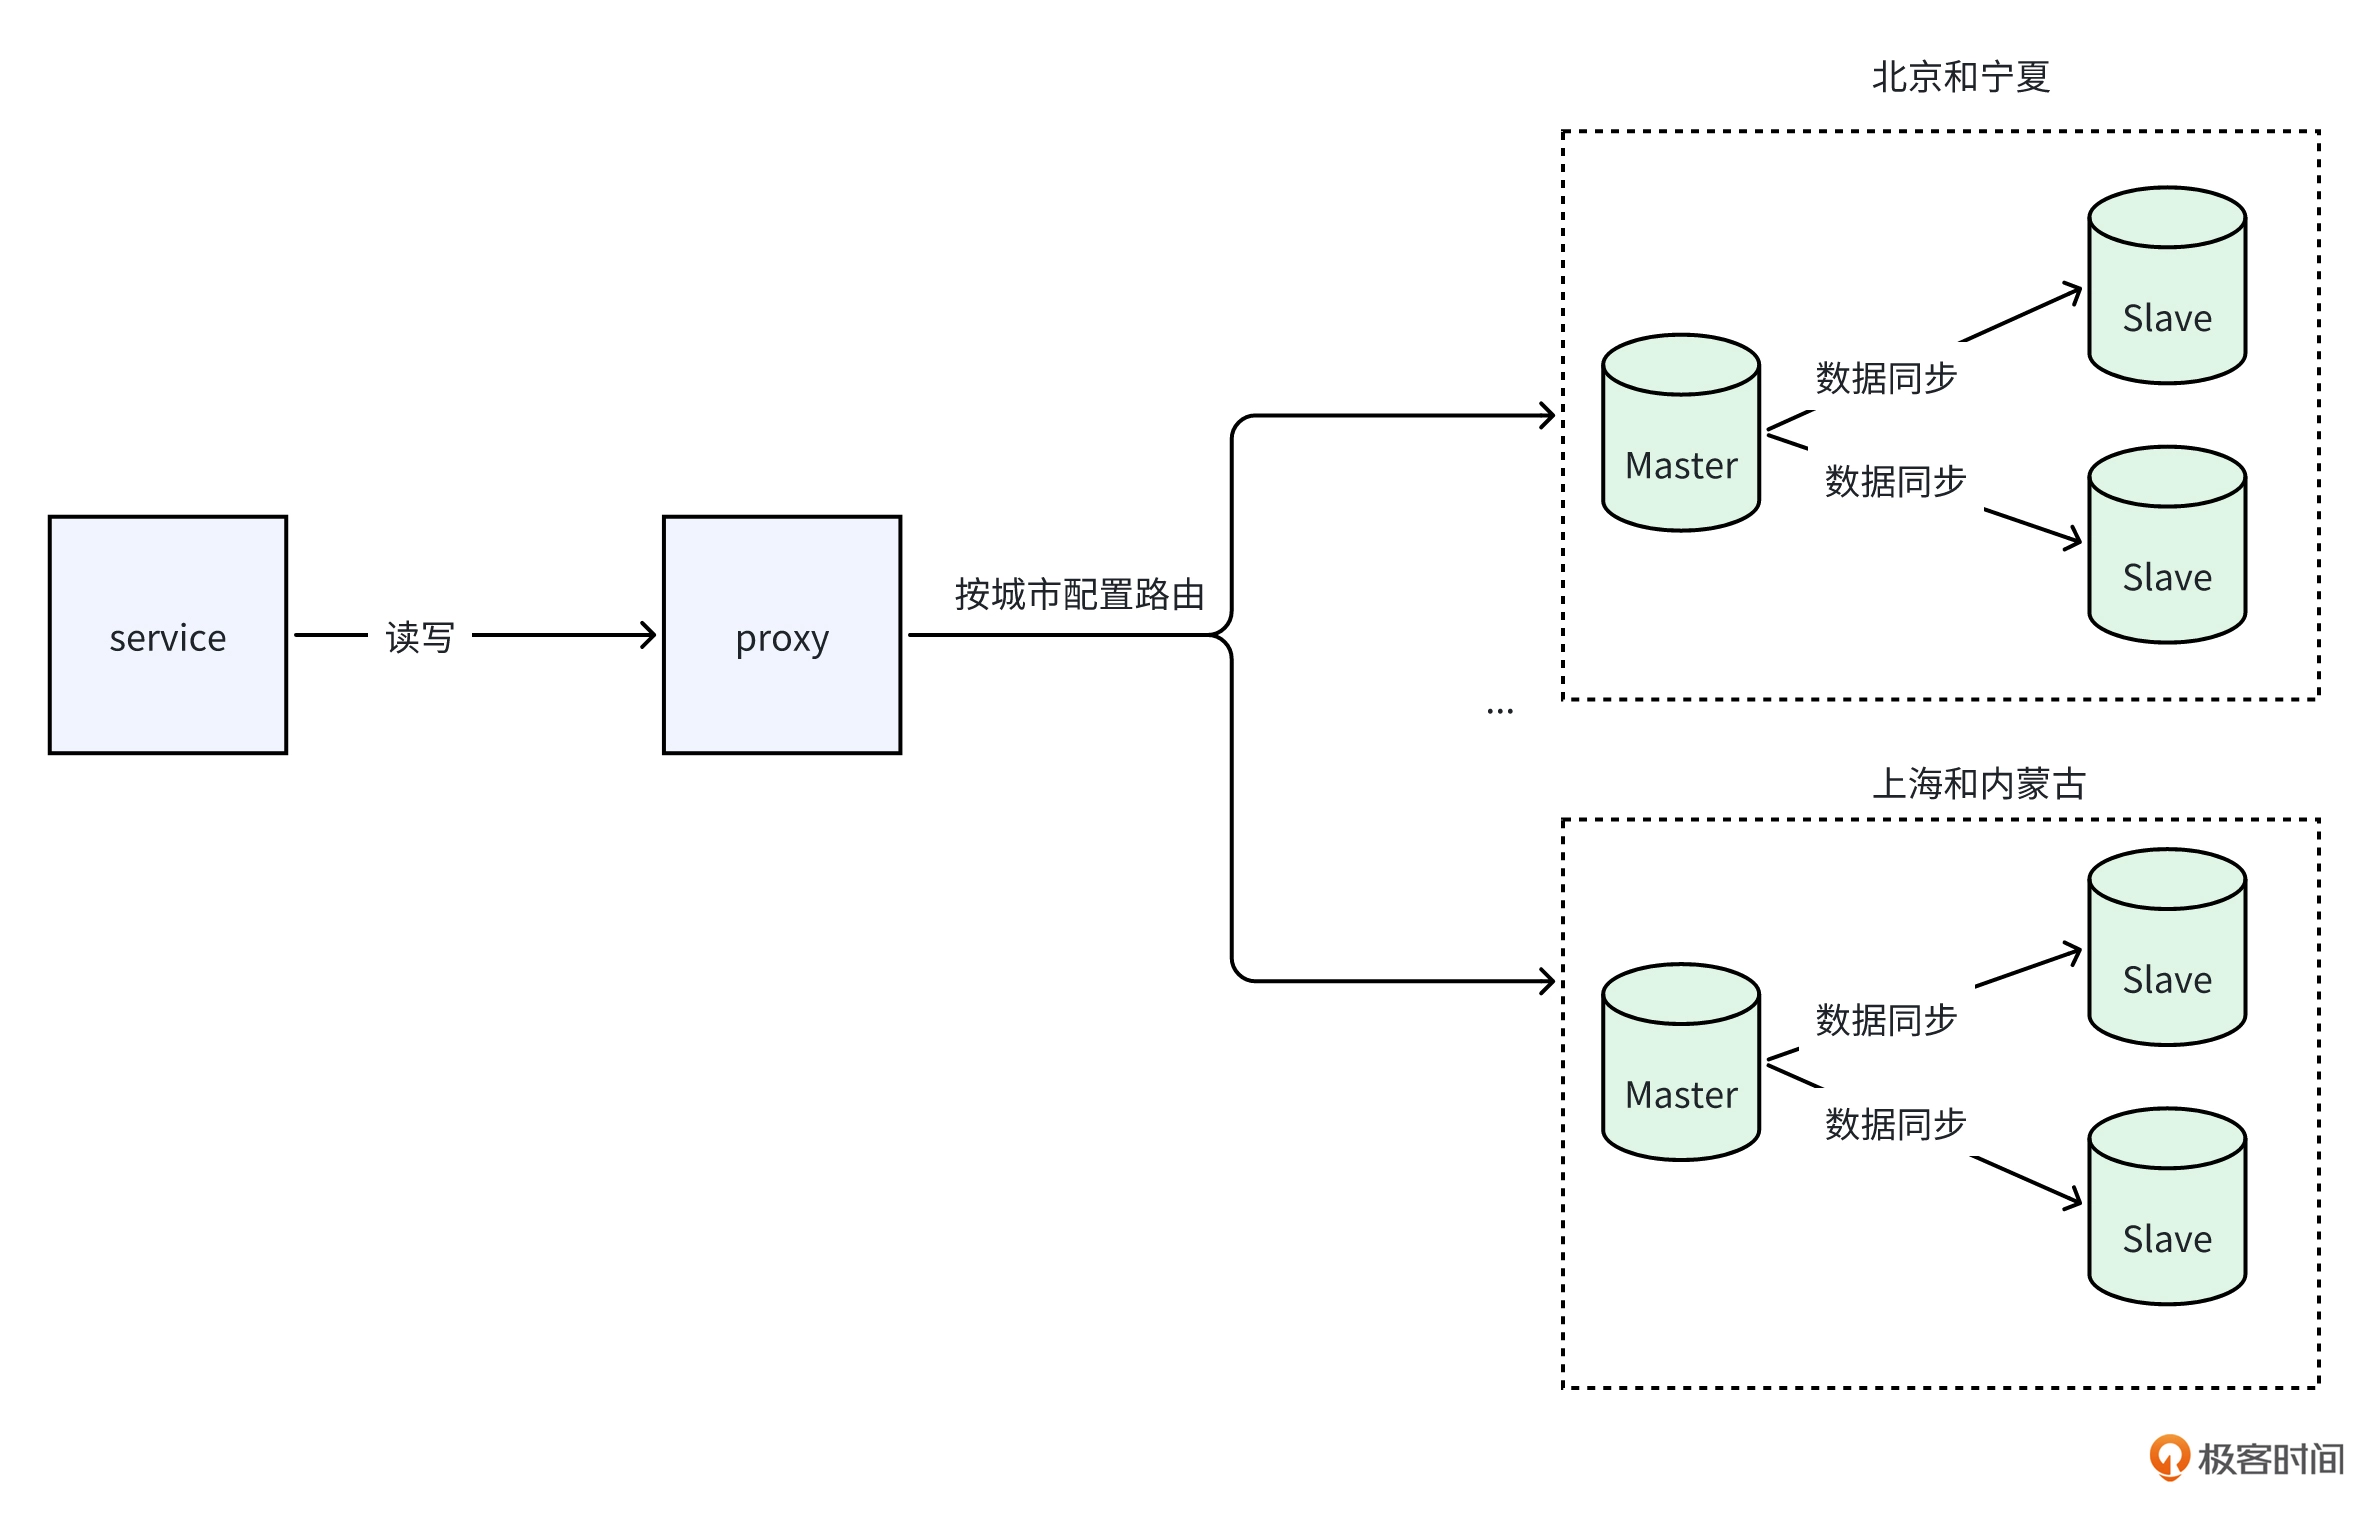 北京和宁夏
Slave
数据同步
Master
数据同步
Slave
service
读写
proxy
按城市配置路由
...
上海和内蒙古
Slave
数据同步
Master
数据同步
Slave
极客时间